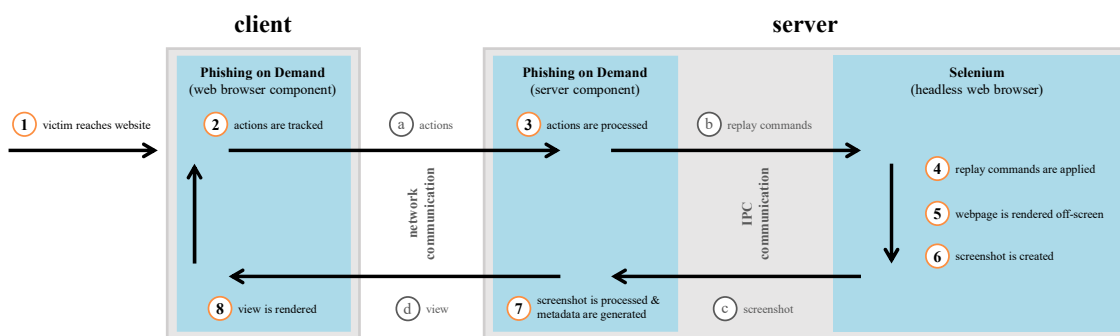 client
server
Phishing on Demand
(web browser component)
Phishing on Demand
(server component)
Selenium
(headless web browser)
1 victim reaches website
2 actions are tracked
a actions
3 actions are processed
b replay commands
4 replay commands are applied
5 webpage is rendered off-screen
6 screenshot is created
network
communication
IPC
communication
8 view is rendered
d view
7 screenshot is processed &
metadata are generated
c screenshot